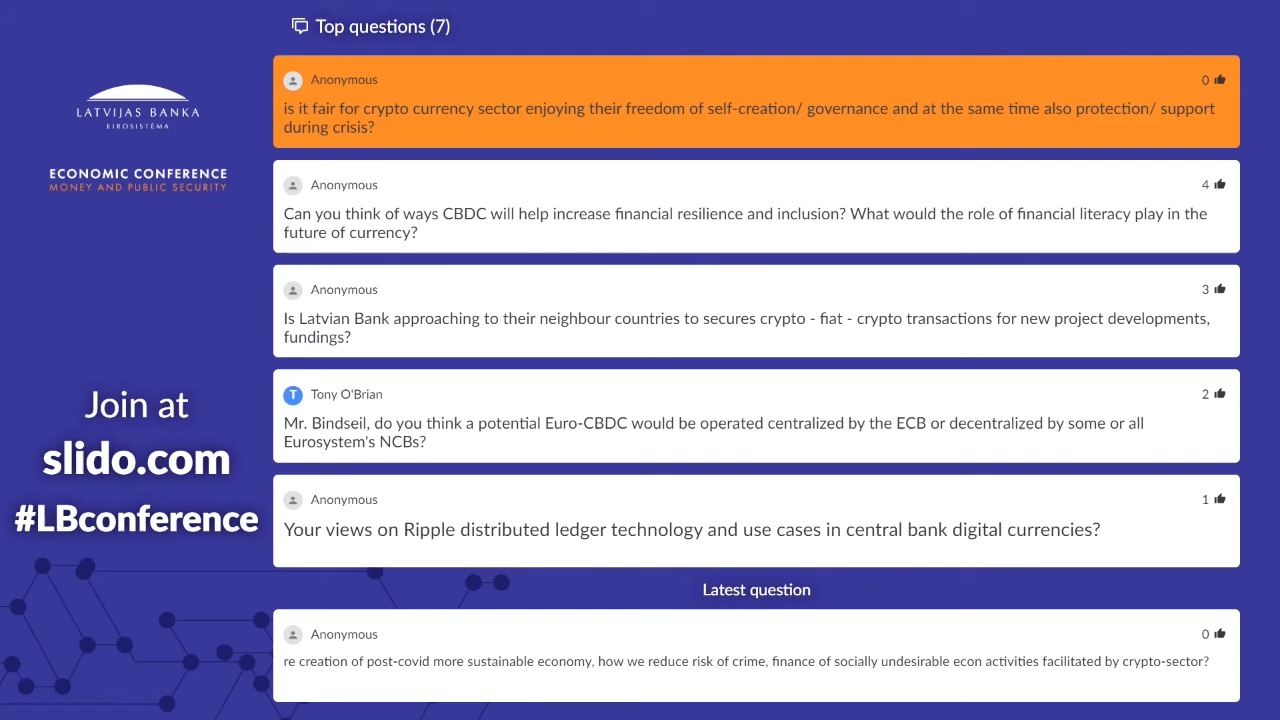 Top questions (7)
LATVIJAS BANKA
EIROSISTĒMA
ECONOMIC CONFERENCE
MONEY AND PUBLIC SECURITY
Join at
slido.com
#LBconference
Anonymous
0
is it fair for crypto currency sector enjoying their freedom of self-creation/ governance and at the same time also protection/ support
during crisis?
Anonymous
4
Can you think of ways CBDC will help increase financial resilience and inclusion? What would the role of financial literacy play in the
future of currency?
Anonymous
3
Is Latvian Bank approaching to their neighbour countries to secures crypto - fiat - crypto transactions for new project developments,
fundings?
T
Tony O'Brian
2
Mr. Bindseil, do you think a potential Euro-CBDC would be operated centralized by the ECB or decentralized by some or all
Eurosystem's NCBs?
Anonymous
1
Your views on Ripple distributed ledger technology and use cases in central bank digital currencies?
Latest question
Anonymous
0
re creation of post-covid more sustainable economy, how we reduce risk of crime, finance of socially undesirable econ activities facilitated by crypto-sector?